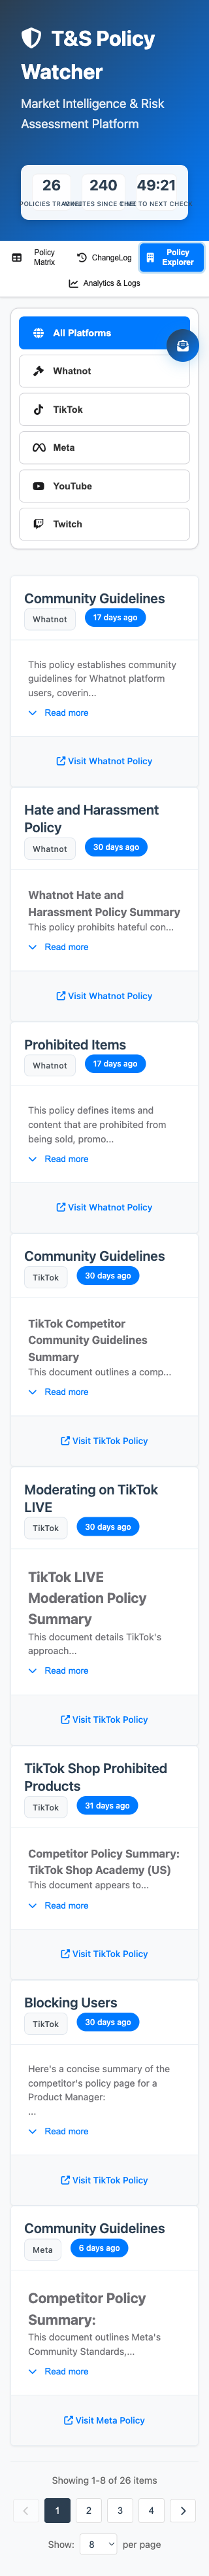 T&S Policy
Watcher
Market Intelligence & Risk
Assessment Platform
26
240
49:21
POLICIES TRACKED
MINUTES SINCE
TIME TO NEXT CHECK
Policy
Matrix
ChangeLog
Policy
Explorer
Analytics & Logs
All Platforms
Whatnot
TikTok
Meta
YouTube
Twitch
Community Guidelines
Whatnot
17 days ago
This policy establishes community
guidelines for Whatnot platform
users, coverin...
Read more
Visit Whatnot Policy
Hate and Harassment
Policy
Whatnot
30 days ago
Whatnot Hate and
Harassment Policy Summary
This policy prohibits hateful con...
Read more
Visit Whatnot Policy
Prohibited Items
Whatnot
17 days ago
This policy defines items and
content that are prohibited from
being sold, promo...
Read more
Visit Whatnot Policy
Community Guidelines
TikTok
30 days ago
TikTok Competitor
Community Guidelines
Summary
This document outlines a comp...
Read more
Visit TikTok Policy
Moderating on TikTok
LIVE
TikTok
30 days ago
TikTok LIVE
Moderation Policy
Summary
This document details TikTok's
approach...
Read more
Visit TikTok Policy
TikTok Shop Prohibited
Products
TikTok
31 days ago
Competitor Policy Summary:
TikTok Shop Academy (US)
This document appears to...
Read more
Visit TikTok Policy
Blocking Users
TikTok
30 days ago
Here's a concise summary of the
competitor's policy page for a
Product Manager:
...
Read more
Visit TikTok Policy
Community Guidelines
Meta
6 days ago
Competitor Policy
Summary:
This document outlines Meta's
Community Standards,...
Read more
Visit Meta Policy
Showing 1-8 of 26 items
1
2
3
4
Show:
8
per page